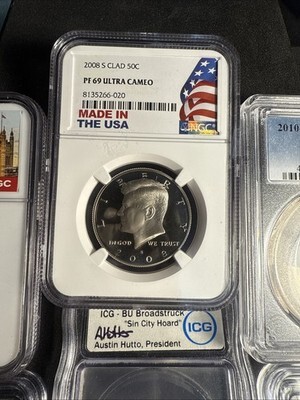 2008 S CLAD 50C
PF 69 ULTRA CAMEO
8135266-020
MADE IN
THE USA
NGC
GC
2010
LIBERTY
IN GOD WE TRUST
2008
ICG - BU Broadstruck
"Sin City Hoard"
Austin Hutto, President
ICG